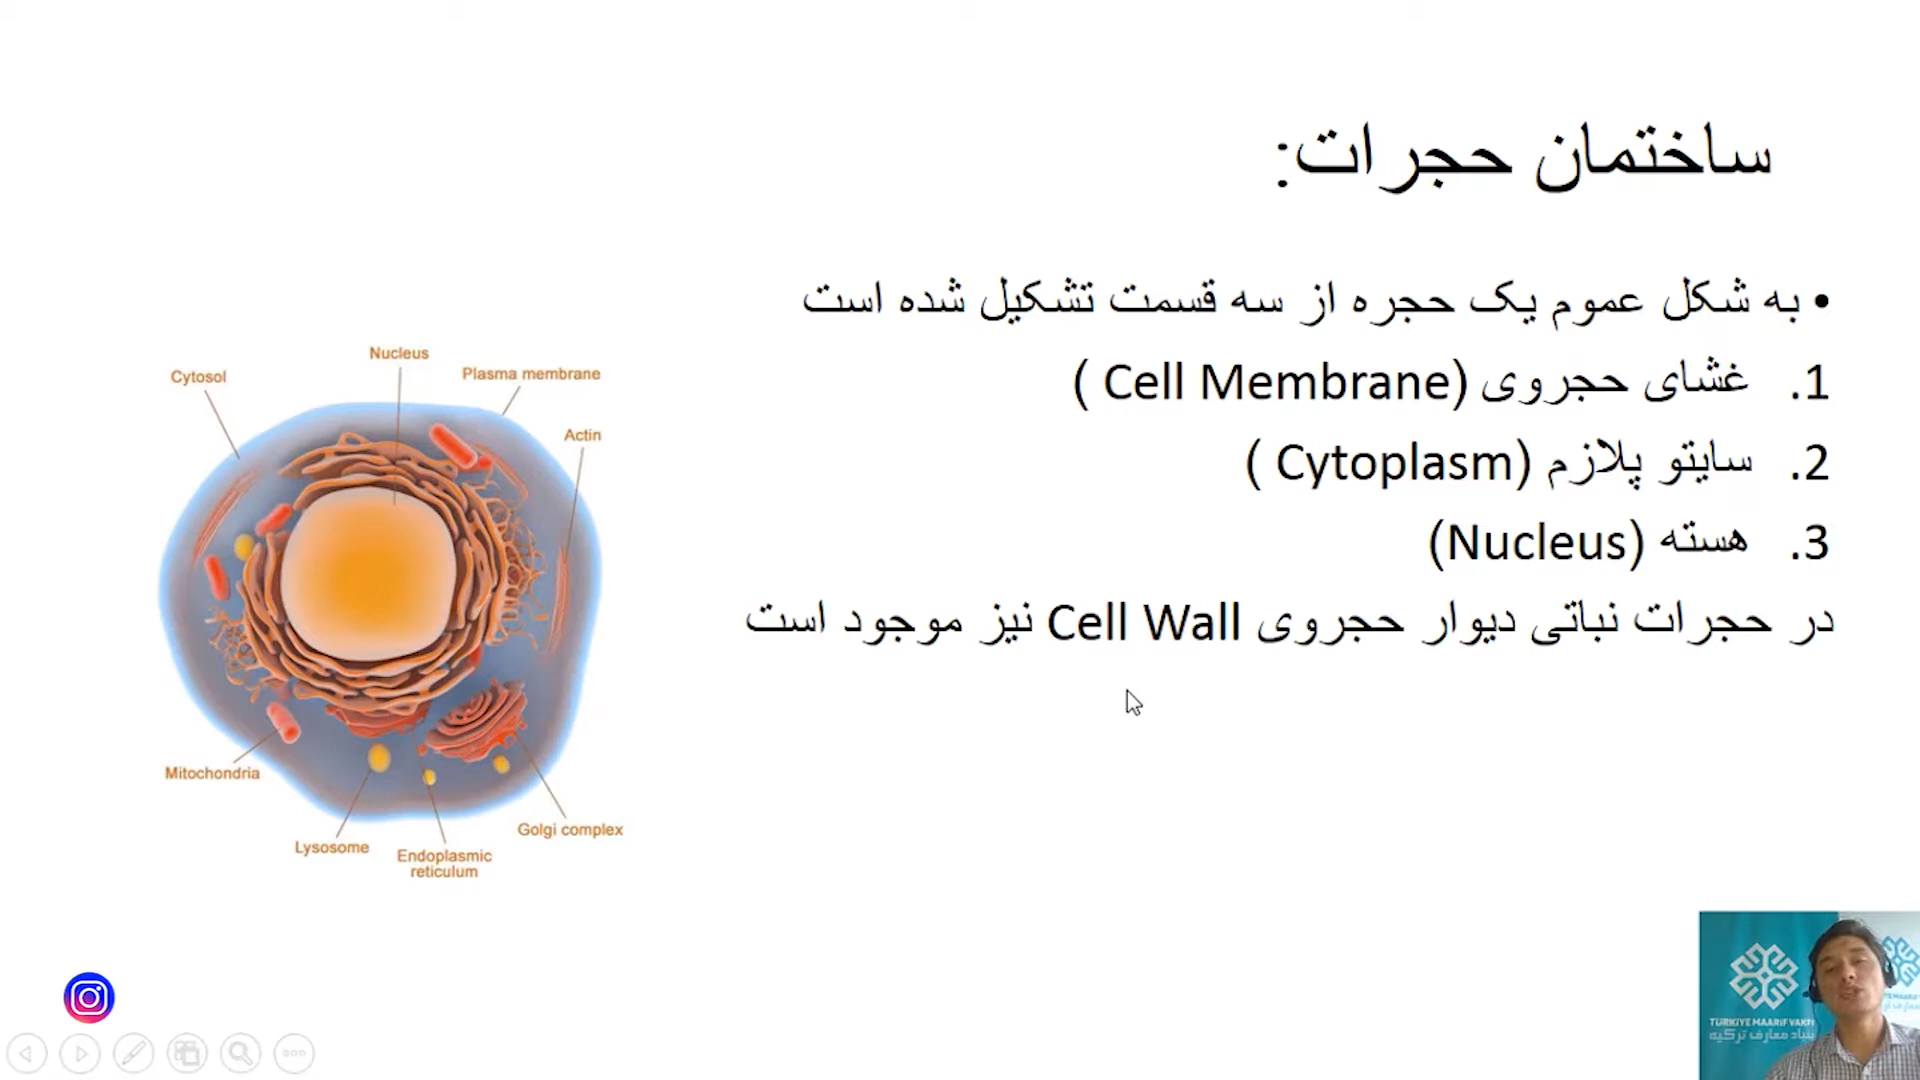 ساختمان حجرات:
• به شکل عموم یک حجره از سه قسمت تشکیل شده است
1. غشای حجروی (Cell Membrane )
2. سایتو پلازم (Cytoplasm )
3. هسته (Nucleus)
در حجرات نباتی دیوار حجروی Cell Wall نیز موجود است
Nucleus
Cytosol
Plasma membrane
Actin
Mitochondria
Lysosome
Endoplasmic
reticulum
Golgi complex
TÜRKİYE MAARİF VAKFI
بنیاد معارف ترکیه